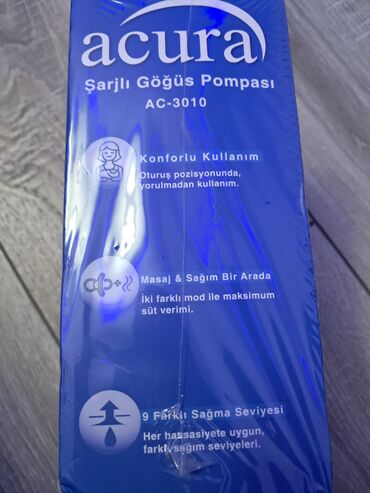 acura
Şarjlı Göğüs Pompası
AC-3010
Konforlu Kullanım
Oturuş pozisyonunda,
yorulmadan kullanım.
Masaj & Sağım Bir Arada
İki farklı mod ile maksimum
süt verimi.
9 Farklı Sağma Seviyesi
Her hassasiyete uygun,
farklı sağım seviyeleri.